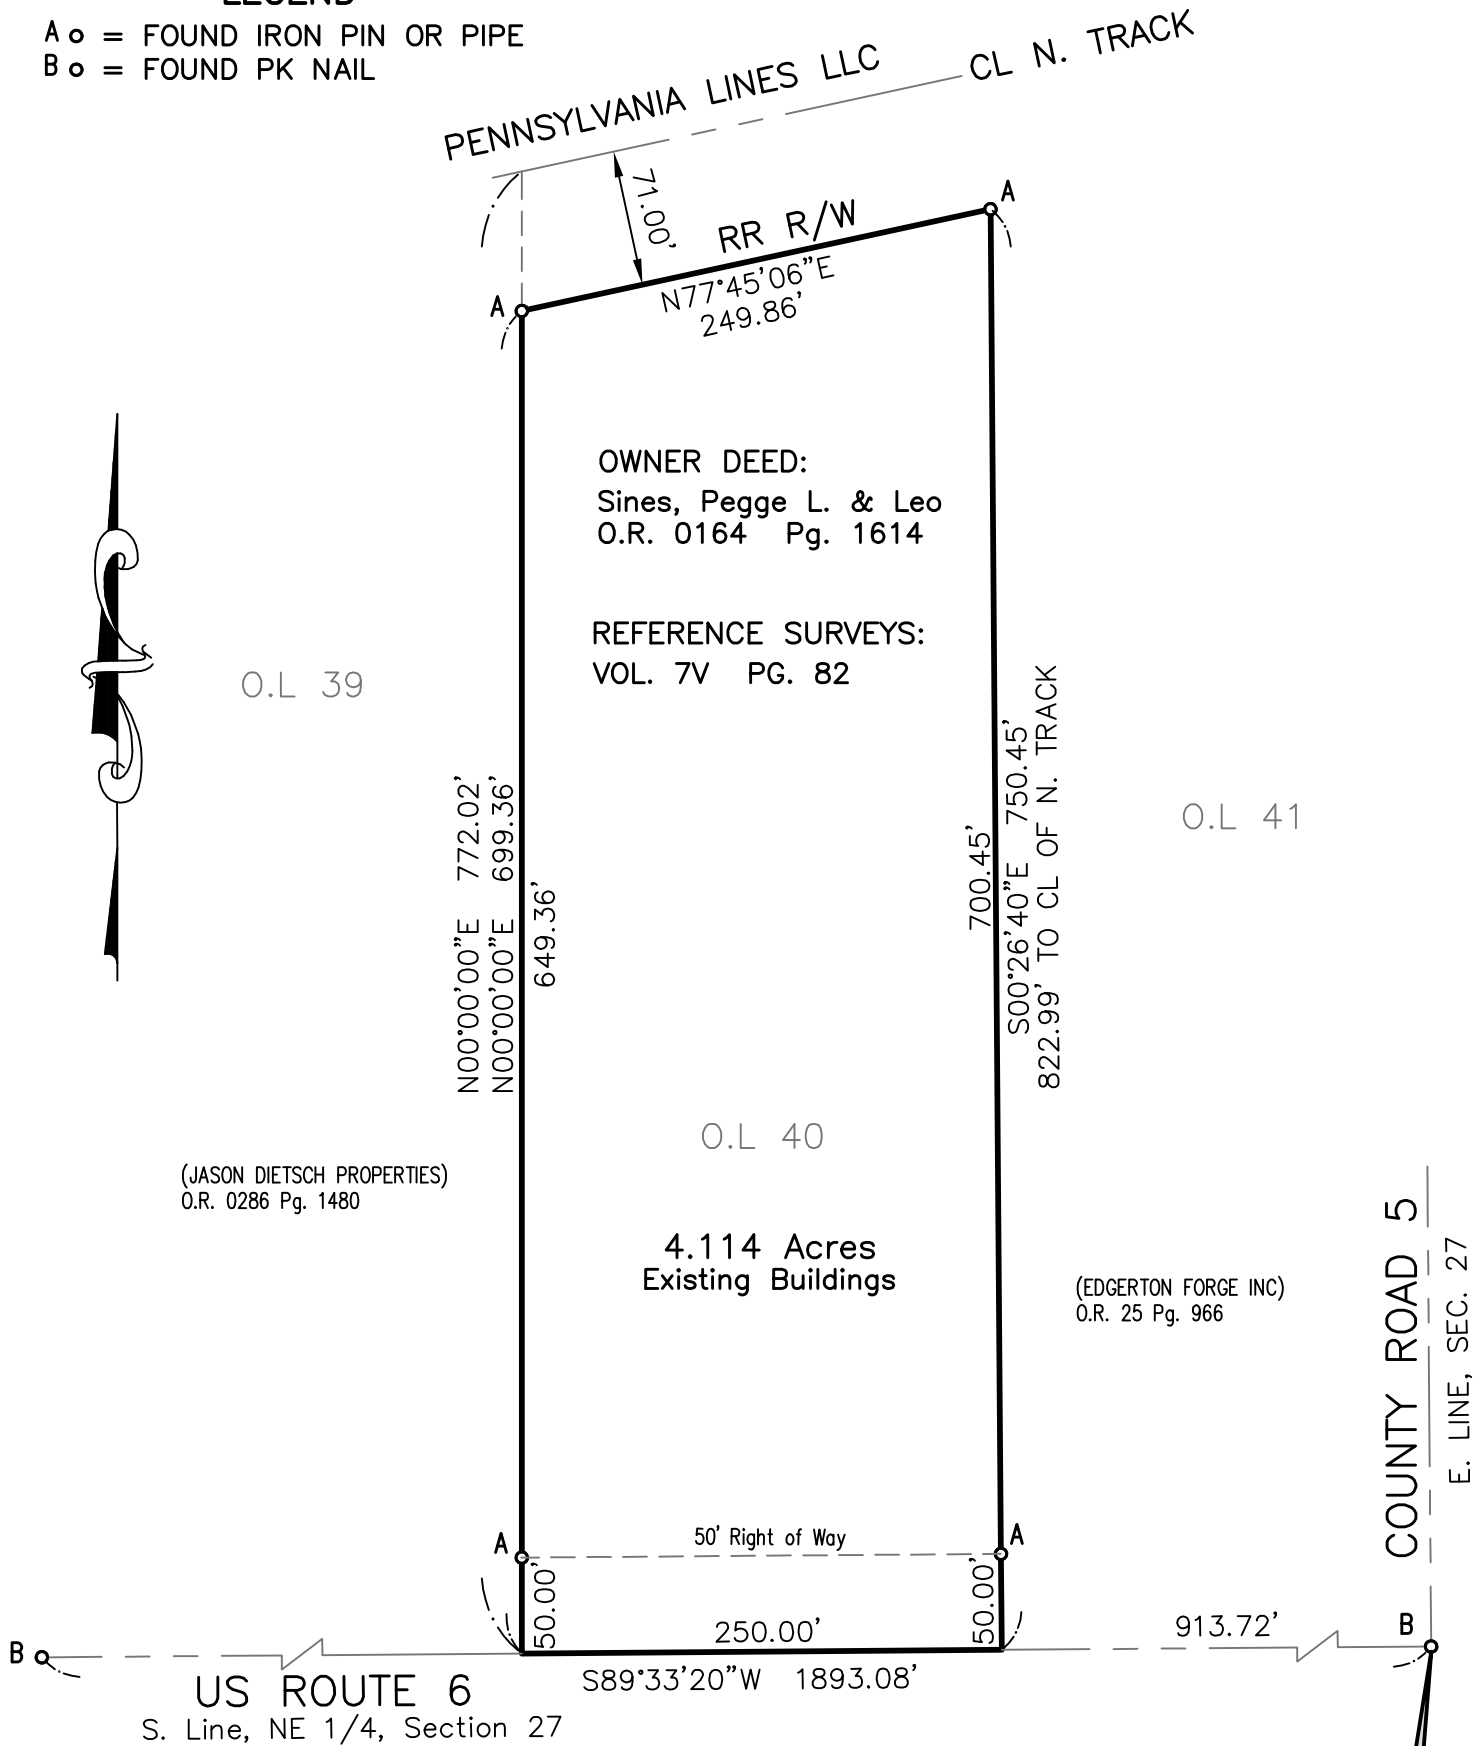 LEGEND
A = FOUND IRON PIN OR PIPE
B = FOUND PK NAIL
PENNSYLVANIA LINES LLC
CL N. TRACK
71.00'
A
RR R/W
N77°45'06"E
249.86'
A
OWNER DEED:
Sines, Pegge L. & Leo
O.R. 0164 Pg. 1614
REFERENCE SURVEYS:
VOL. 7V PG. 82
O.L 39
N00°00'00"E 772.02'
N00°00'00"E 699.36'
649.36'
700.45'
S00°26'40"E 750.45'
822.99' TO CL OF N. TRACK
O.L 41
O.L 40
(JASON DIETSCH PROPERTIES)
O.R. 0286 Pg. 1480
4.114 Acres
Existing Buildings
(EDGERTON FORGE INC)
O.R. 25 Pg. 966
COUNTY ROAD 5
E. LINE, SEC. 27
A
50' Right of Way
A
50.00'
50.00'
250.00'
913.72'
B
B
S89°33'20"W 1893.08'
US ROUTE 6
S. Line, NE 1/4, Section 27